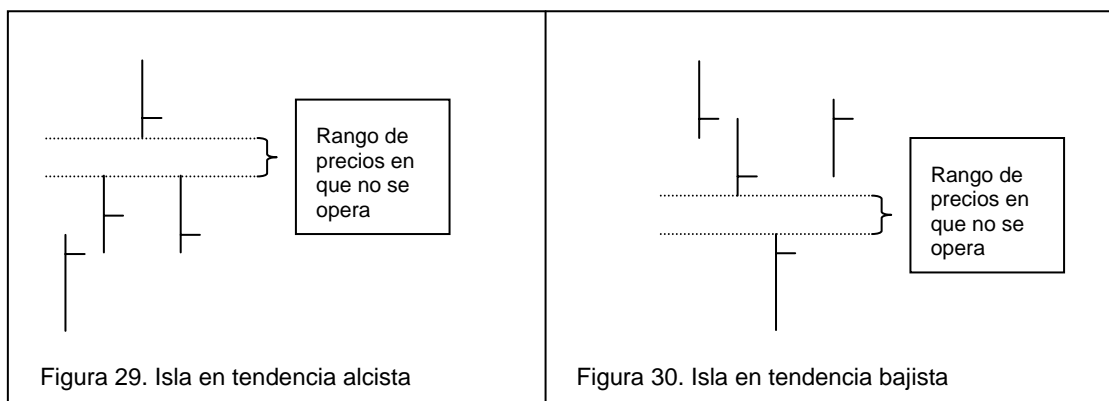 Rango de
precios en
que no se
opera
Figura 29. Isla en tendencia alcista
Rango de
precios en
que no se
opera
Figura 30. Isla en tendencia bajista